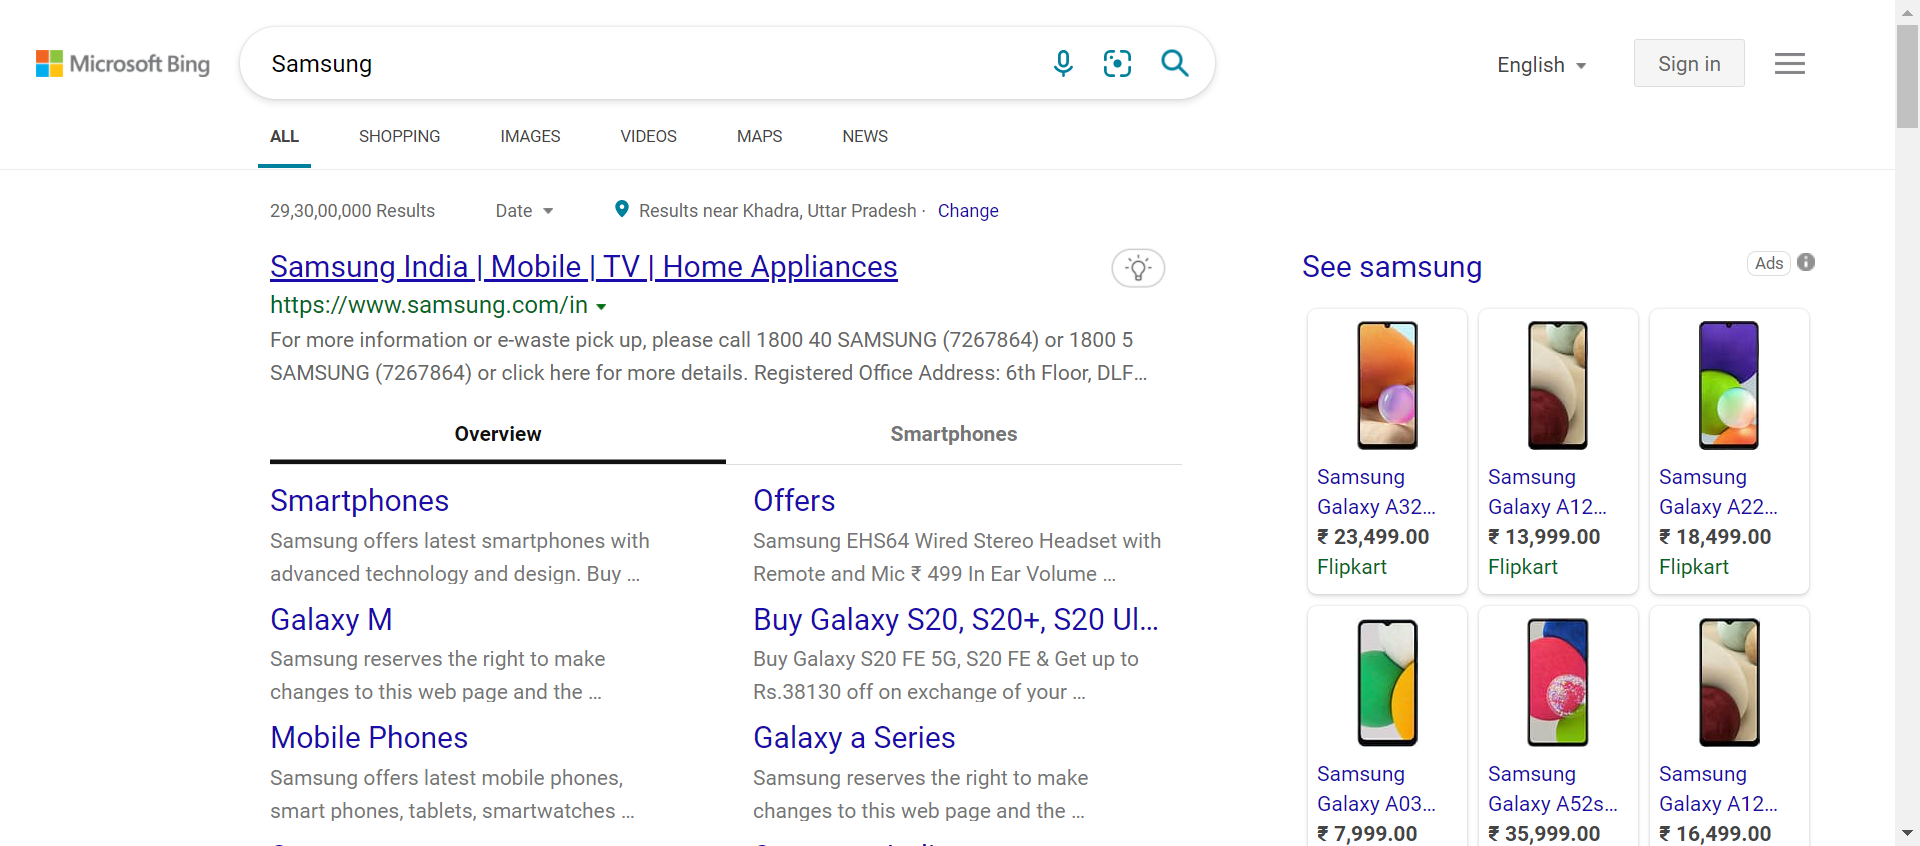 Microsoft Bing
Samsung
English
Sign in
ALL
SHOPPING
IMAGES
VIDEOS
MAPS
NEWS
29,30,00,000 Results
Date
Results near Khadra, Uttar Pradesh · Change
Samsung India | Mobile | TV | Home Appliances
https://www.samsung.com/in
For more information or e-waste pick up, please call 1800 40 SAMSUNG (7267864) or 1800 5
SAMSUNG (7267864) or click here for more details. Registered Office Address: 6th Floor, DLF…
Overview
Smartphones
Smartphones
Samsung offers latest smartphones with
advanced technology and design. Buy …
Offers
Samsung EHS64 Wired Stereo Headset with
Remote and Mic ₹ 499 In Ear Volume …
Galaxy M
Samsung reserves the right to make
changes to this web page and the …
Buy Galaxy S20, S20+, S20 Ul…
Buy Galaxy S20 FE 5G, S20 FE & Get up to
Rs.38130 off on exchange of your …
Mobile Phones
Samsung offers latest mobile phones,
smart phones, tablets, smartwatches …
Galaxy a Series
Samsung reserves the right to make
changes to this web page and the …
See samsung
Ads
Samsung
Galaxy A32…
₹ 23,499.00
Flipkart
Samsung
Galaxy A12…
₹ 13,999.00
Flipkart
Samsung
Galaxy A22…
₹ 18,499.00
Flipkart
Samsung
Galaxy A03…
₹ 7,999.00
Samsung
Galaxy A52s…
₹ 35,999.00
Samsung
Galaxy A12…
₹ 16,499.00